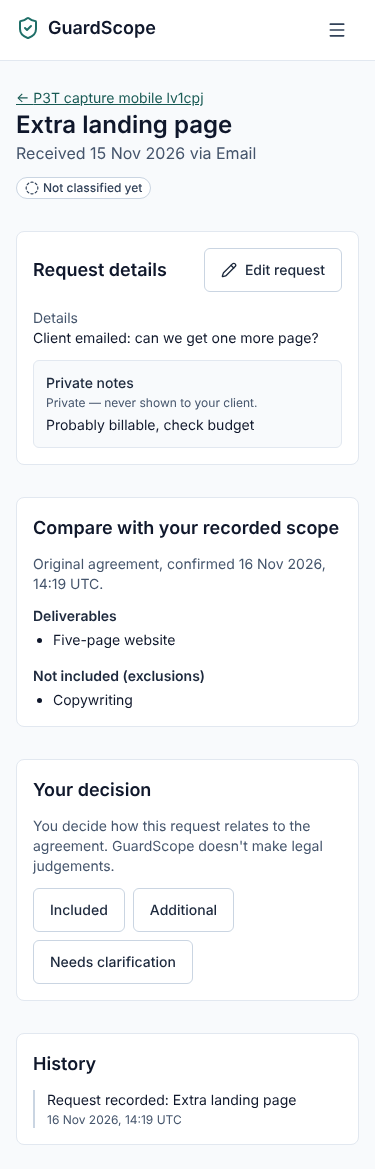 GuardScope
← P3T capture mobile lv1cpj
Extra landing page
Received 15 Nov 2026 via Email
Not classified yet
Request details
Edit request
Details
Client emailed: can we get one more page?
Private notes
Private — never shown to your client.
Probably billable, check budget
Compare with your recorded scope
Original agreement, confirmed 16 Nov 2026,
14:19 UTC.
Deliverables
• Five-page website
Not included (exclusions)
• Copywriting
Your decision
You decide how this request relates to the
agreement. GuardScope doesn't make legal
judgements.
Included
Additional
Needs clarification
History
Request recorded: Extra landing page
16 Nov 2026, 14:19 UTC